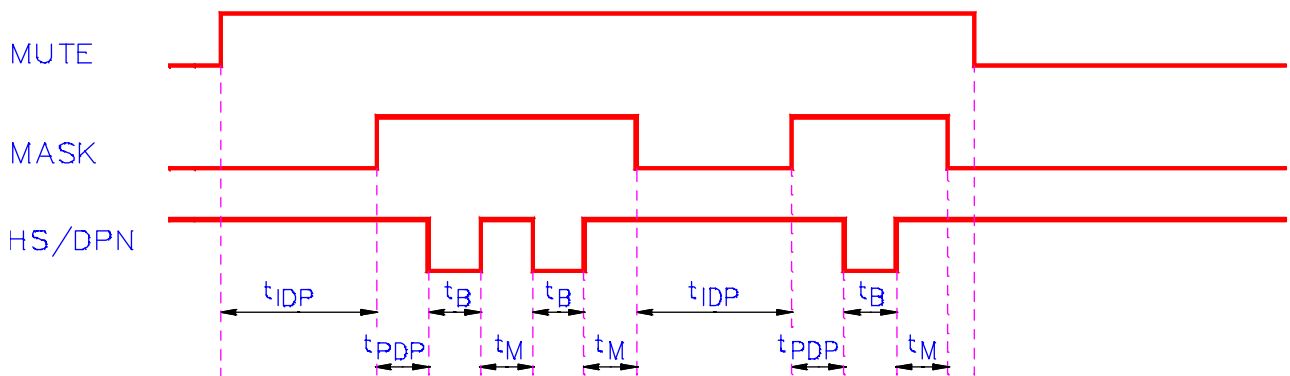 MUTE
MASK
HS/DPN
tIDP tB tB tIDP tB
tPDP tM tM tPDP tM